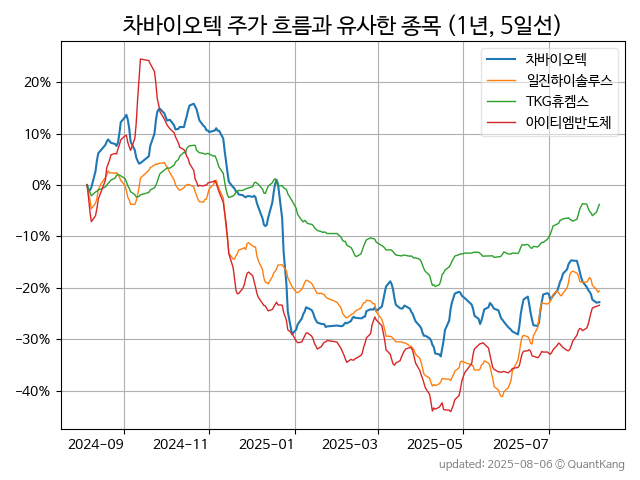 차바이오텍 주가 흐름과 유사한 종목 (1년, 5일선)
차바이오텍
일진하이솔루스
TKG휴켐스
아이티엠반도체
20%
10%
0%
−10%
−20%
−30%
−40%
2024−09
2024−11
2025−01
2025−03
2025−05
2025−07
updated: 2025-08-06 © QuantKang